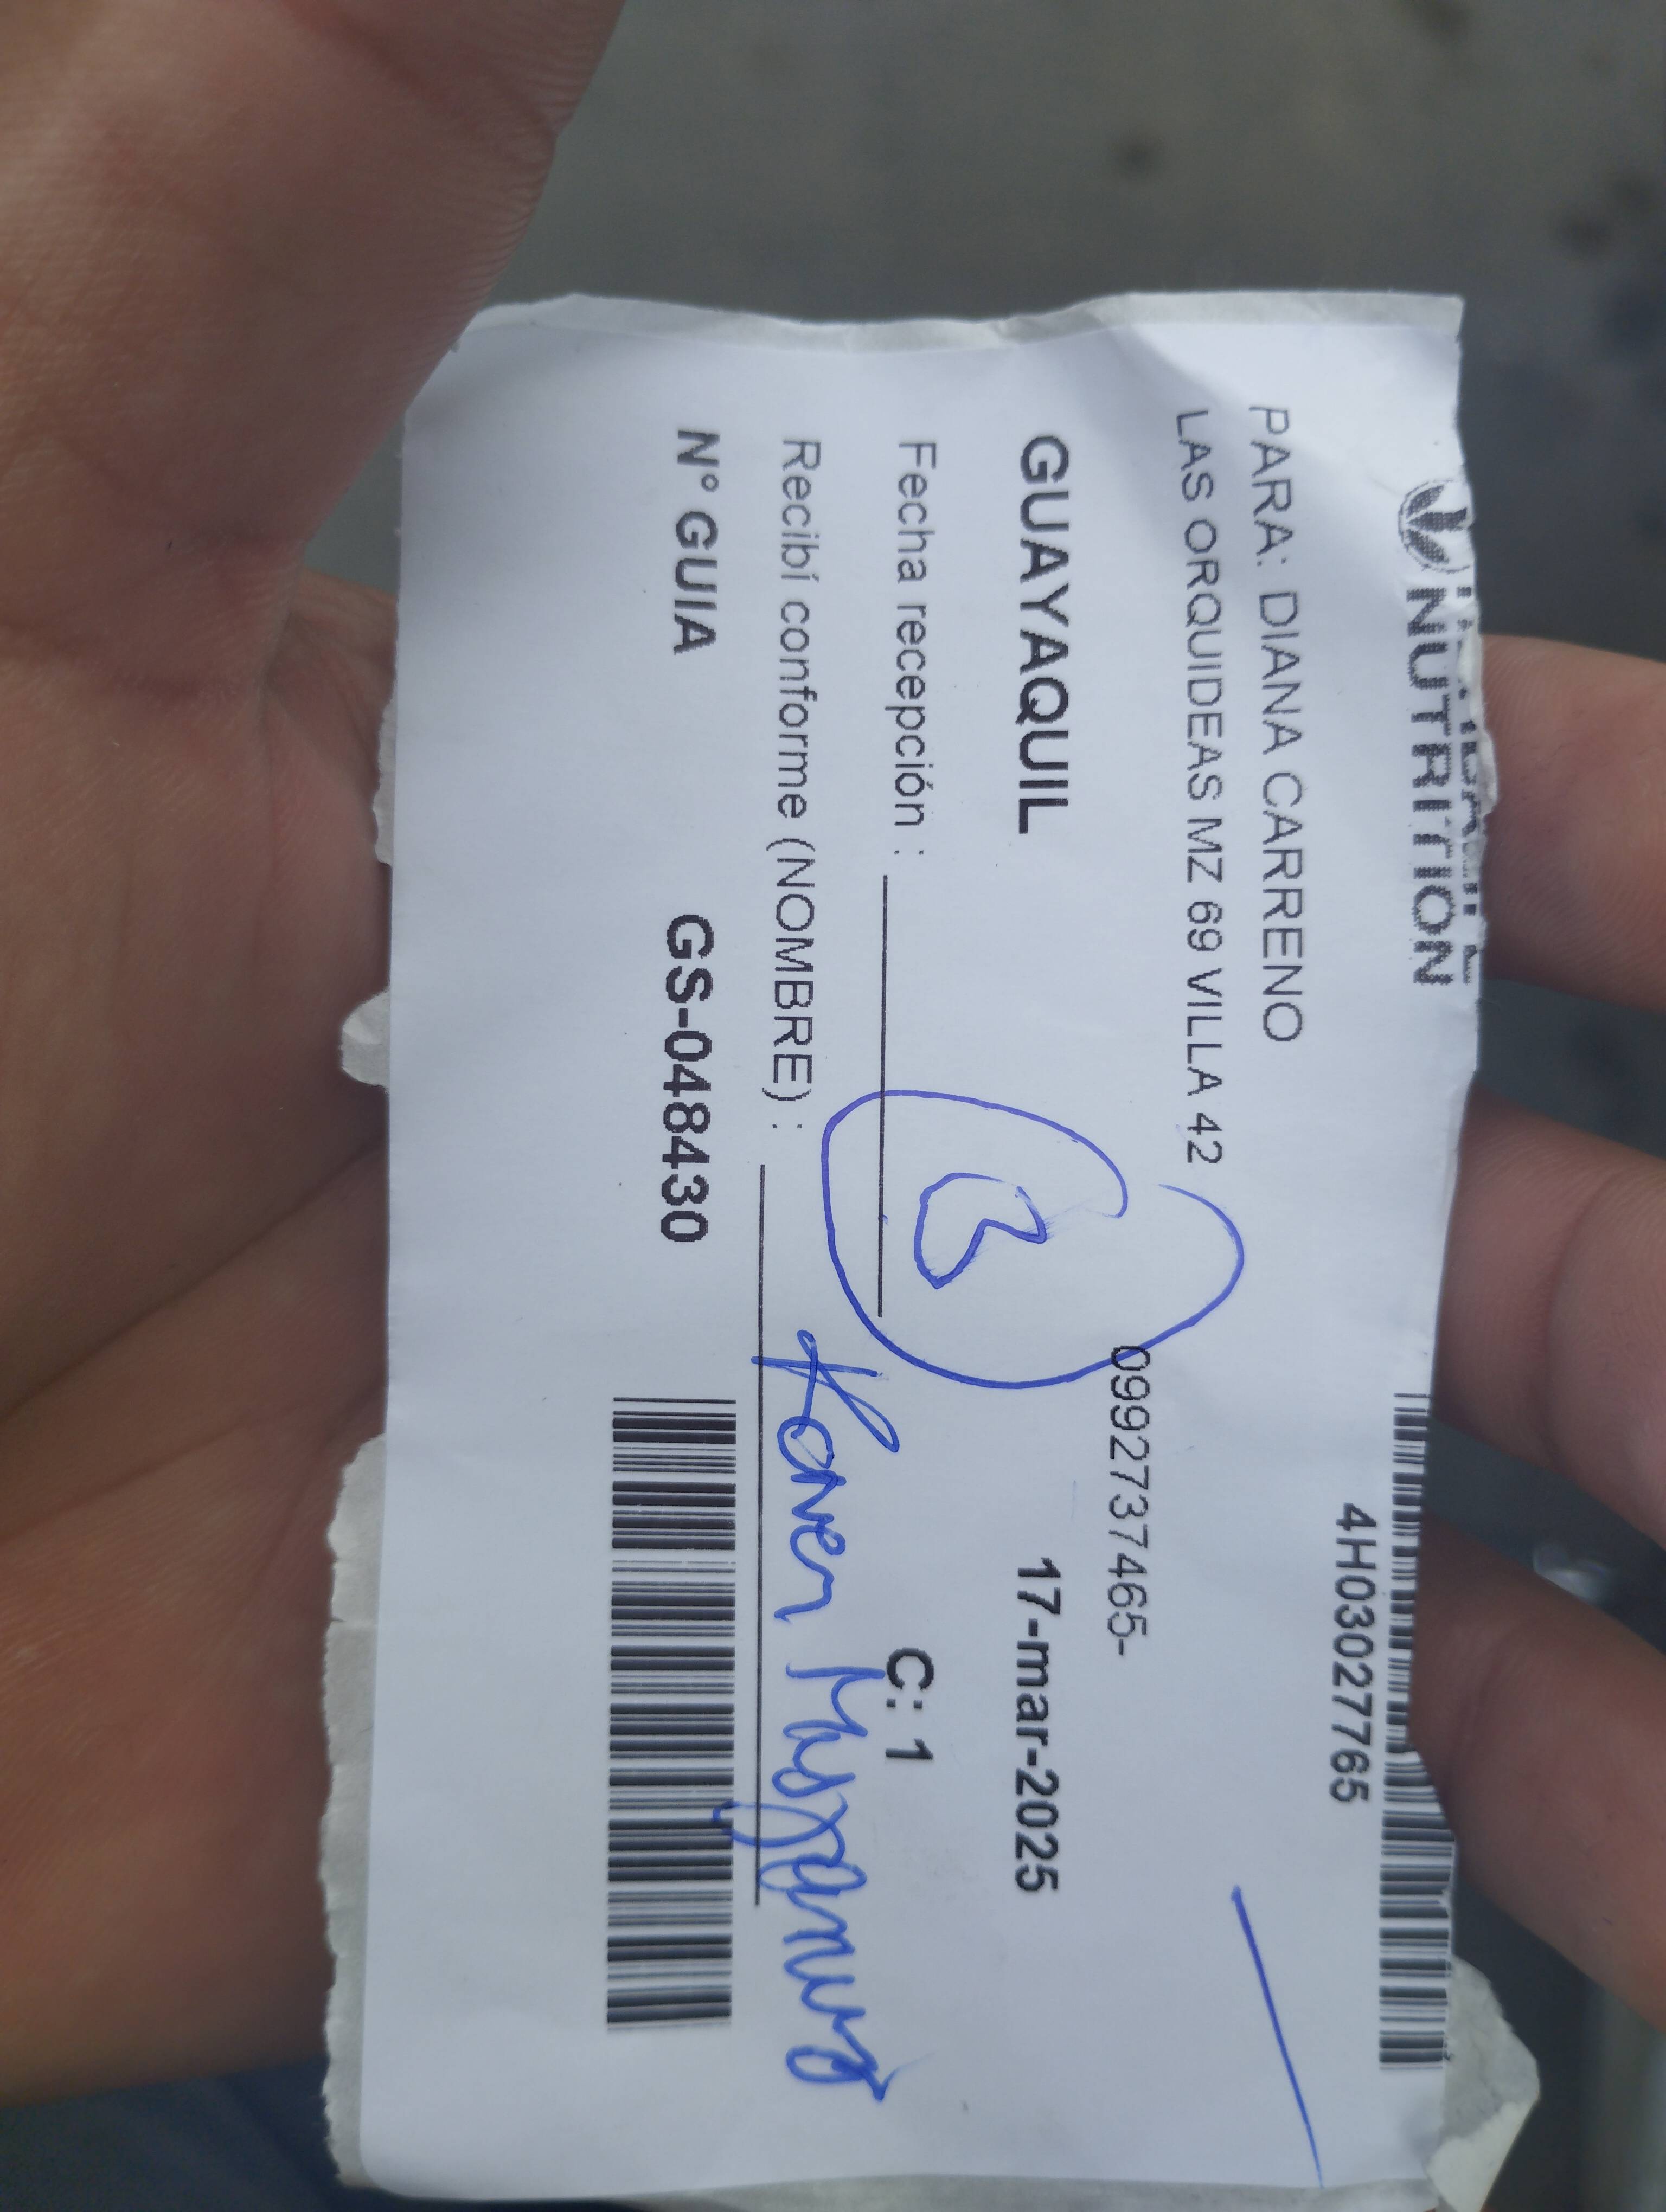 NUTRITION
4H03027765
PARA: DIANA CARRENO
LAS ORQUIDEAS MZ 69 VILLA 42
0992737465-
GUAYAQUIL 17-mar-2025
Fecha recepción : C: 1
Recibí conforme (NOMBRE) :
N° GUIA GS-048430